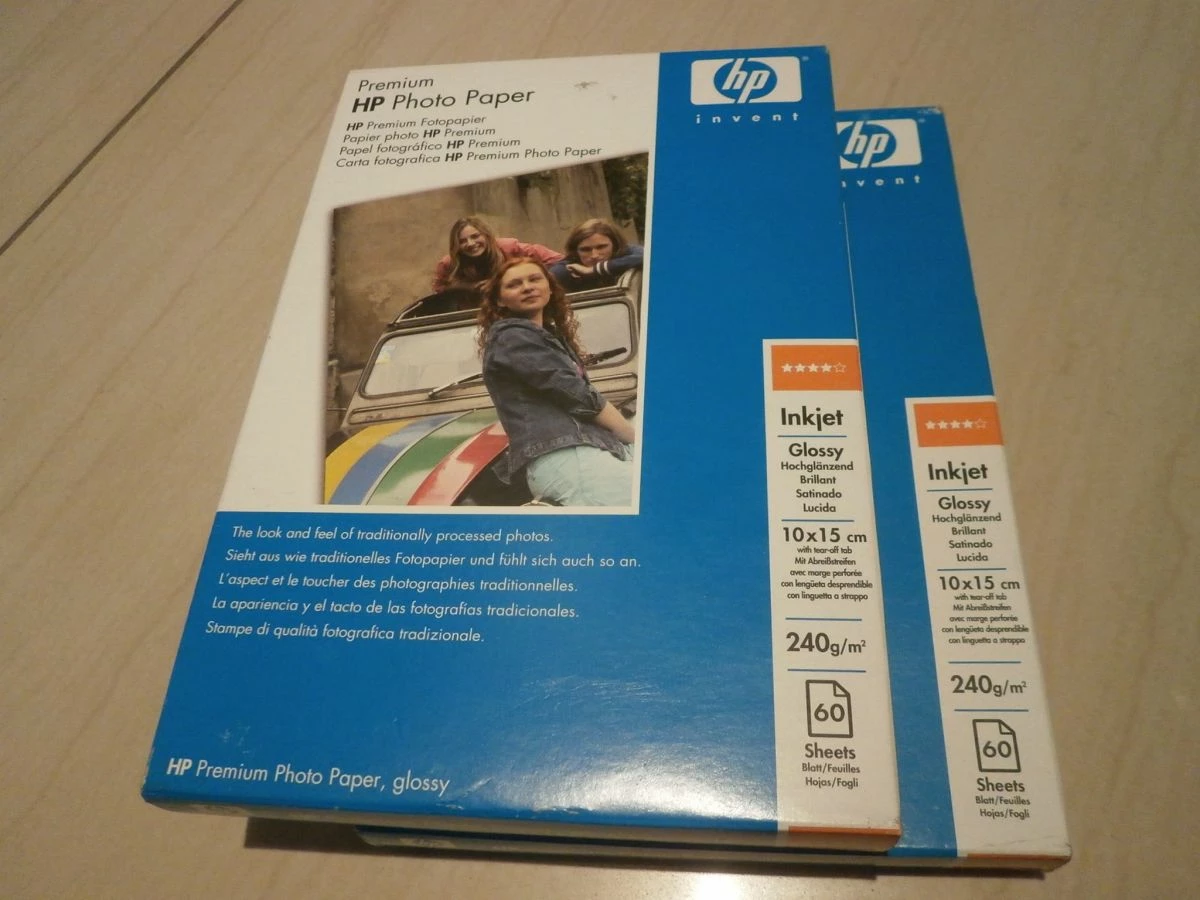 Premium
HP Photo Paper
HP Premium Fotopapier
Papier photo HP Premium
Papel fotográfico HP Premium
Carta fotografica HP Premium Photo Paper
hp
invent
The look and feel of traditionally processed photos.
Sieht aus wie traditionelles Fotopapier und fühlt sich auch so an.
L'aspect et le toucher des photographies traditionnelles.
La apariencia y el tacto de las fotografías tradicionales.
Stampe di qualità fotografica tradizionale.
HP Premium Photo Paper, glossy
Inkjet
Glossy
Hochglänzend
Brillant
Satinado
Lucida
10x15 cm
with tear-off tab
Mit Abreißstreifen
avec marge perforée
con lengüeta desprendible
con linguetta a strappo
240g/m²
60
Sheets
Blatt/Feuilles
Hojas/Fogli
hp
vent
Inkjet
Glossy
Hochglänzend
Brillant
Satinado
Lucida
10x15 cm
with tear-off tab
Mit Abreißstreifen
avec marge perforée
con lengüeta desprendible
con linguetta a strappo
240g/m²
60
Sheets
Blatt/Feuilles
Hojas/Fogli